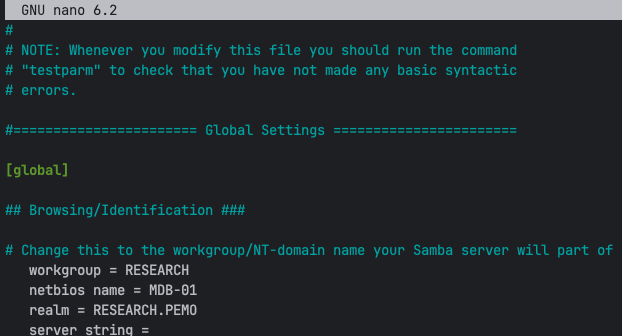 GNU nano 6.2
#
# NOTE: Whenever you modify this file you should run the command
# "testparm" to check that you have not made any basic syntactic
# errors.
#======================= Global Settings =======================
[global]
## Browsing/Identification ###
# Change this to the workgroup/NT-domain name your Samba server will part of
workgroup = RESEARCH
netbios name = MDB-01
realm = RESEARCH.PEMO
server string =